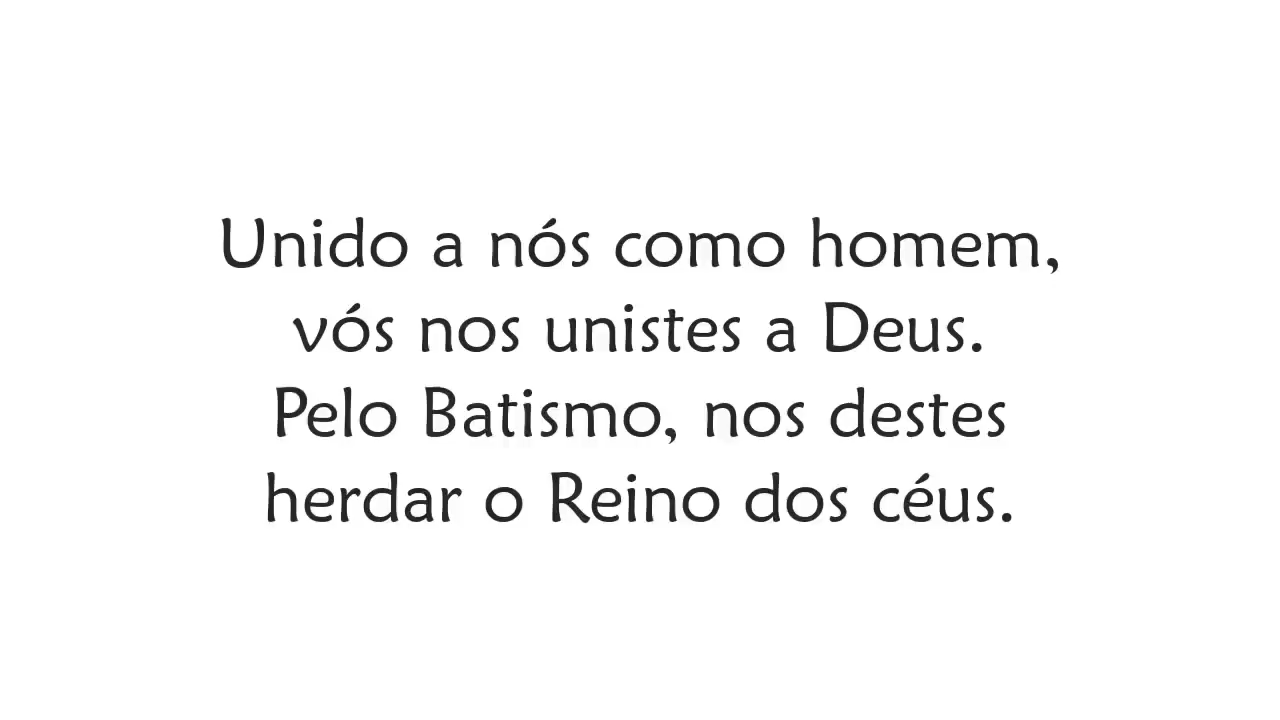 Unido a nós como homem,
vós nos unistes a Deus.
Pelo Batismo, nos destes
herdar o Reino dos céus.